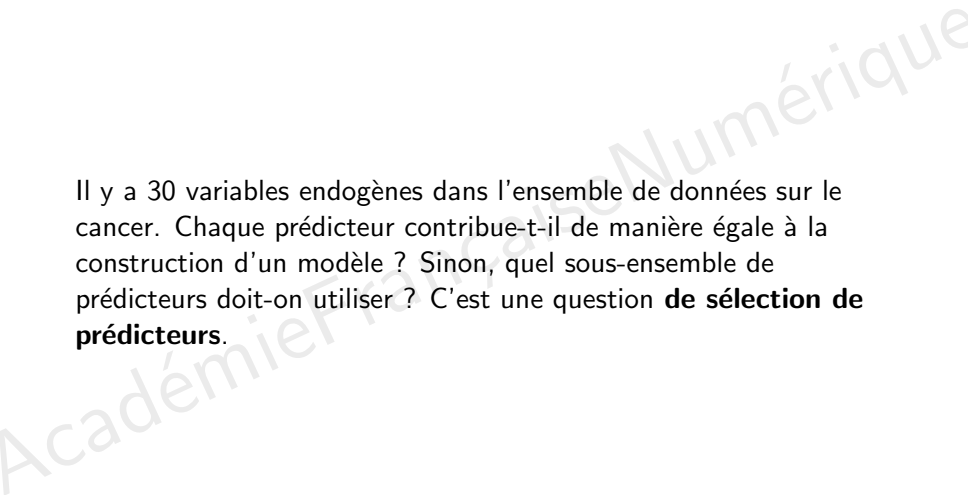 Il y a 30 variables endogènes dans l'ensemble de données sur le
cancer. Chaque prédicteur contribue-t-il de manière égale à la
construction d'un modèle ? Sinon, quel sous-ensemble de
prédicteurs doit-on utiliser ? C'est une question de sélection de
prédicteurs.
AcadémieFrançaiseNumérique